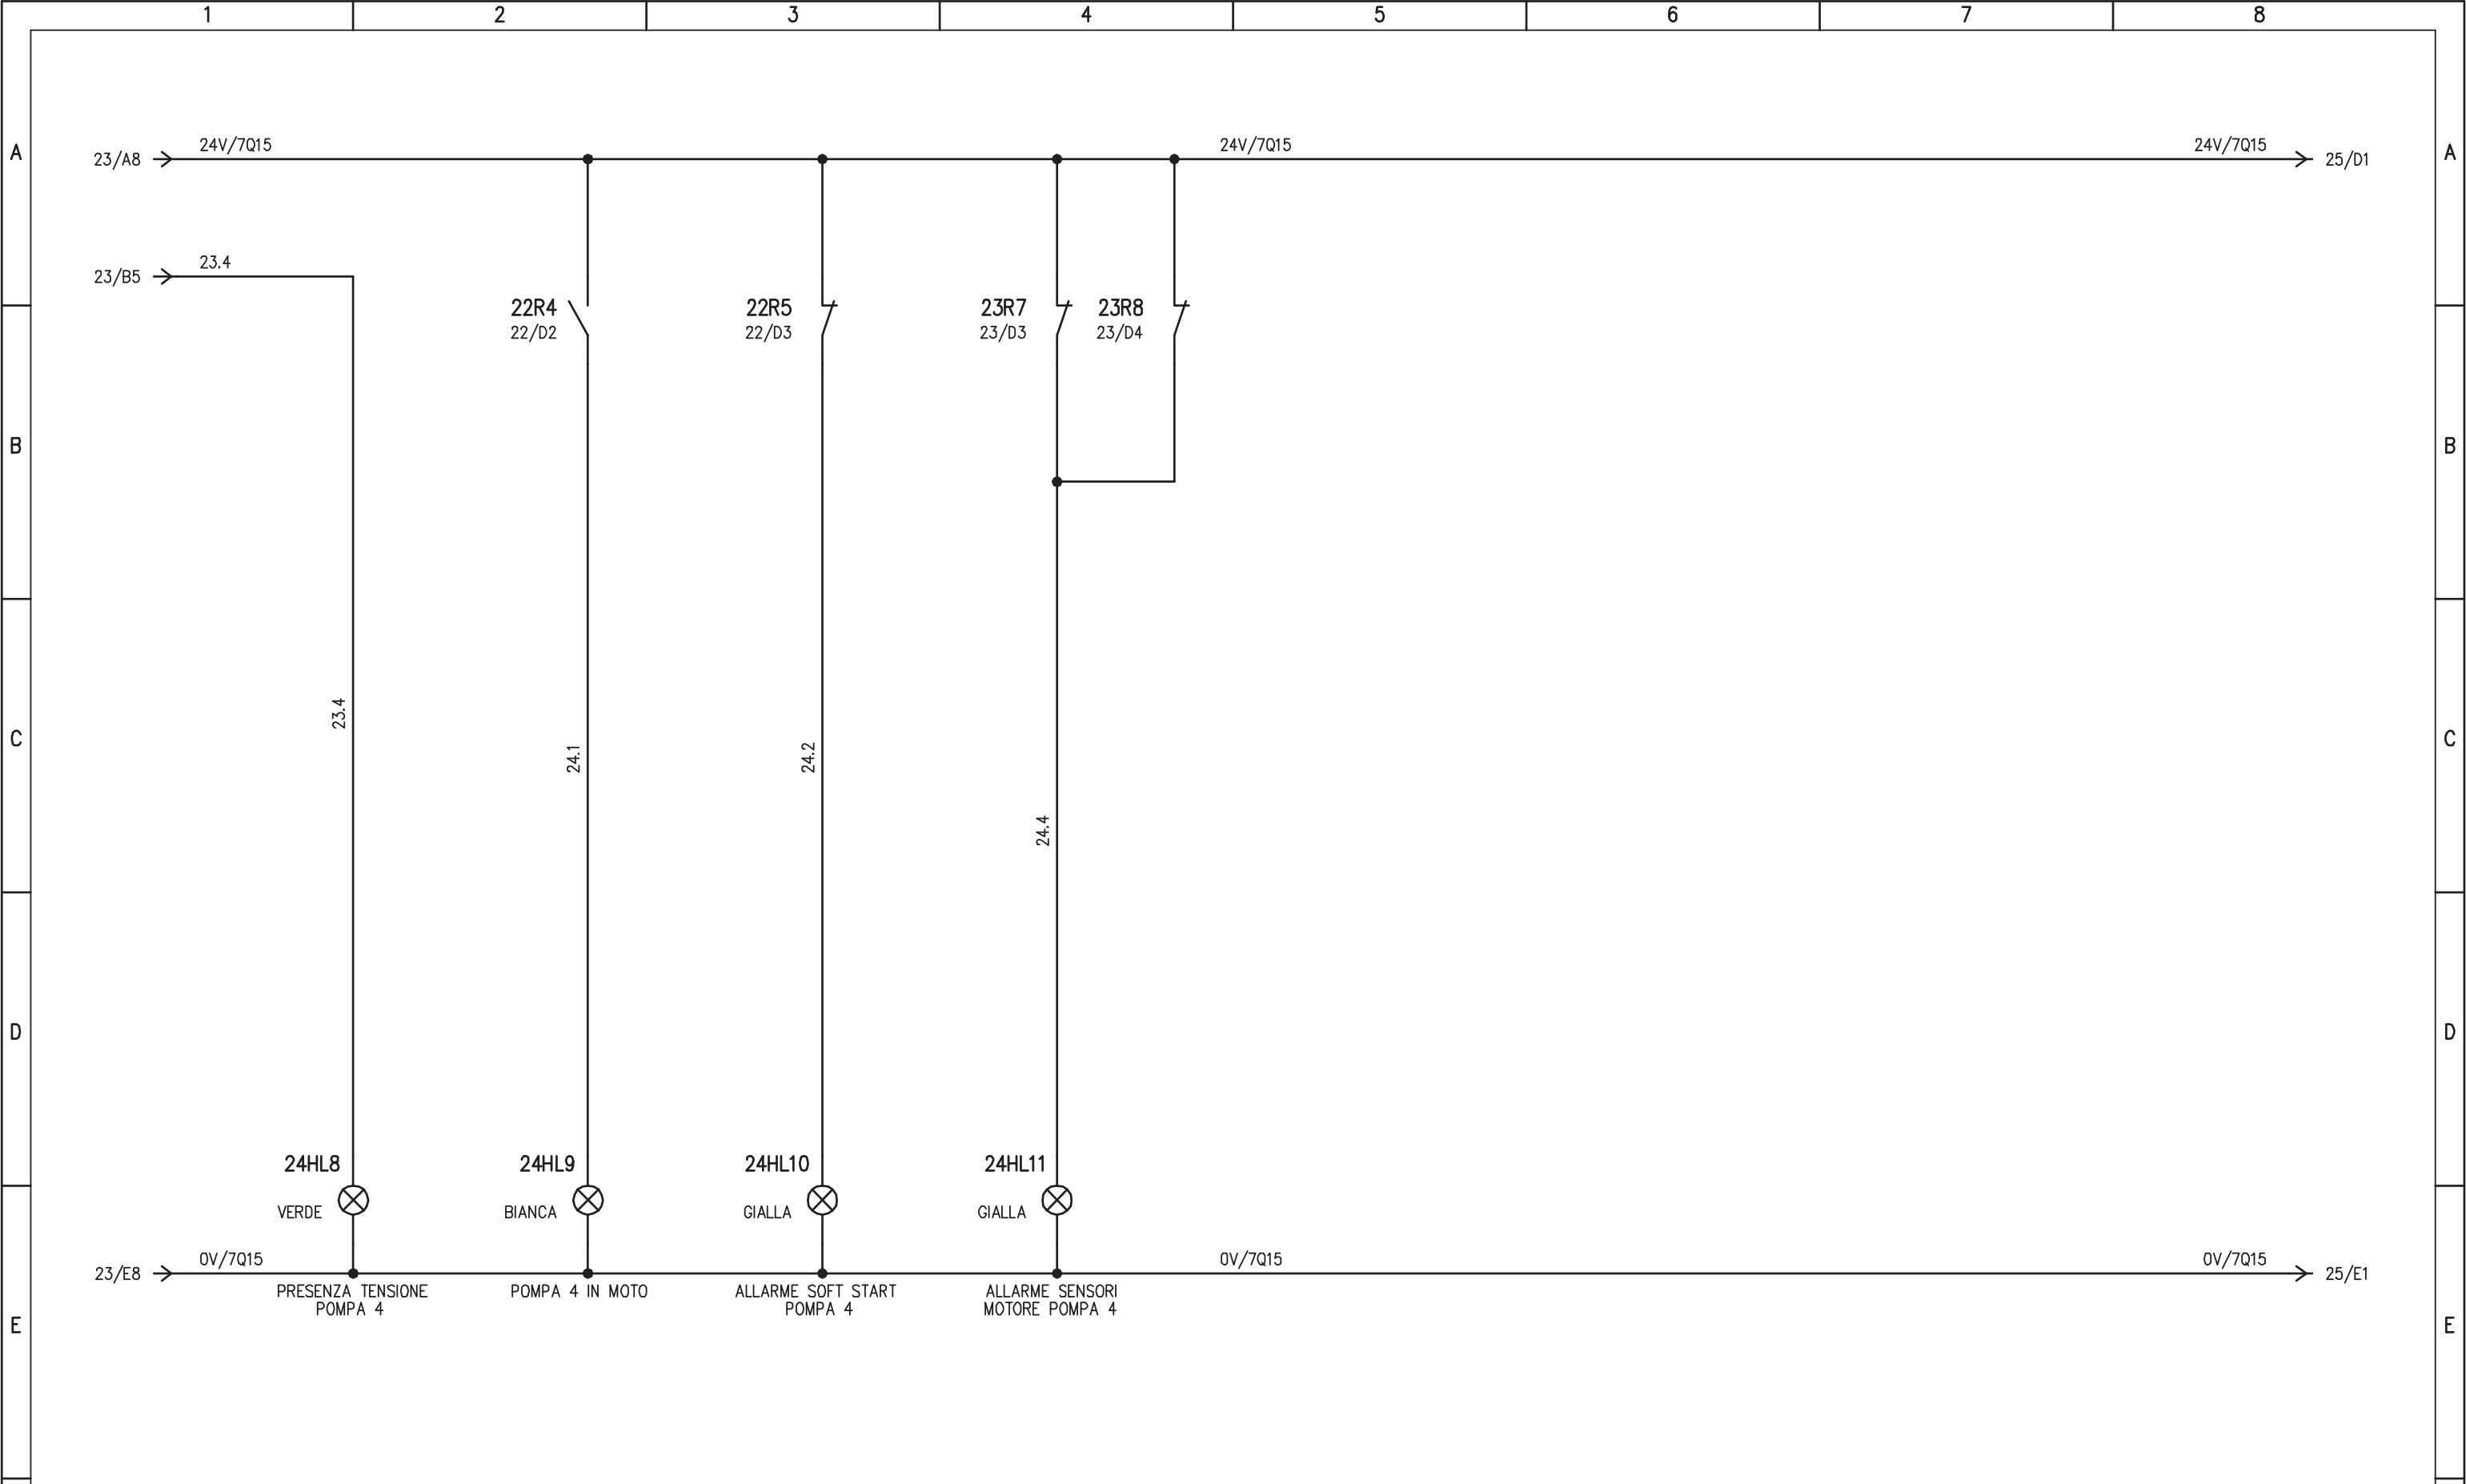 1 2 3 4 5 6 7 8
A A
23/A8 24V/7Q15 24V/7Q15 24V/7Q15 25/D1
23/B5 23.4
22R4 22R5 23R7 23R8
22/D2 22/D3 23/D3 23/D4
B B
23.4
24.1
24.2
24.4
C C
D D
24HL8 24HL9 24HL10 24HL11
VERDE BIANCA GIALLA GIALLA
23/E8 0V/7Q15 0V/7Q15 0V/7Q15 25/E1
PRESENZA TENSIONE
POMPA 4
POMPA 4 IN MOTO
ALLARME SOFT START
POMPA 4
ALLARME SENSORI
MOTORE POMPA 4
E E